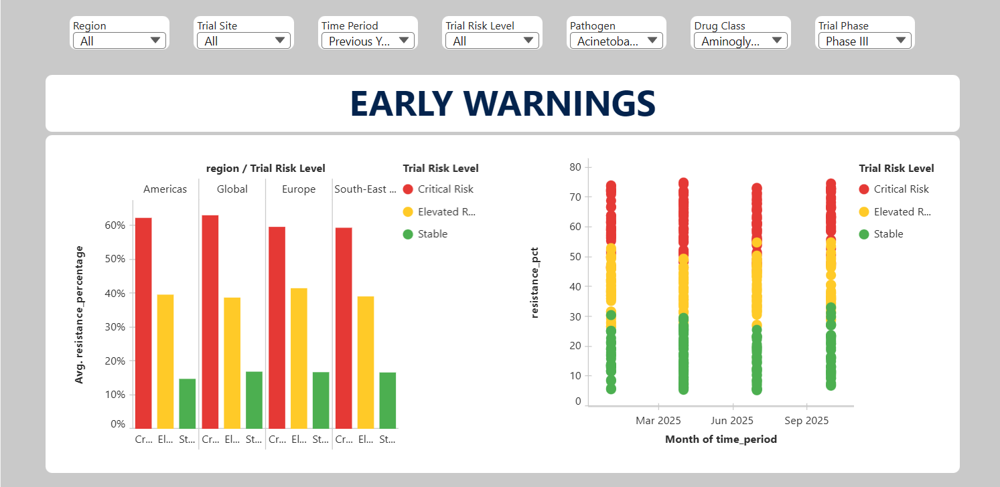 Region
All
Trial Site
All
Time Period
Previous Y...
Trial Risk Level
All
Pathogen
Acinetoba...
Drug Class
Aminogly...
Trial Phase
Phase III
EARLY WARNINGS
region / Trial Risk Level
Americas Global Europe South-East ...
Avg. resistance_percentage
60%
50%
40%
30%
20%
10%
0%
Cr... El... St... Cr... El... St... Cr... El... St... Cr... El... St...
Trial Risk Level
Critical Risk
Elevated R...
Stable
resistance_pct
80
70
60
50
40
30
20
10
0
Mar 2025 Jun 2025 Sep 2025
Month of time_period
Trial Risk Level
Critical Risk
Elevated R...
Stable